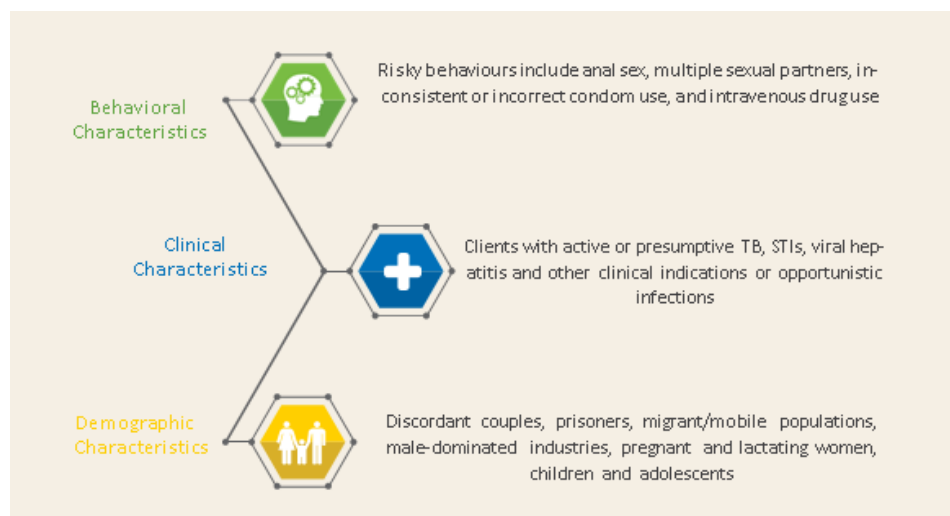 Behavioral
Characteristics
Risky behaviours include anal sex, multiple sexual partners, in-
consistent or incorrect condom use, and intravenous drug use
Clinical
Characteristics
Clients with active or presumptive TB, STIs, viral hep-
atitis and other clinical indications or opportunistic
infections
Demographic
Characteristics
Discordant couples, prisoners, migrant/mobile populations,
male-dominated industries, pregnant and lactating women,
children and adolescents